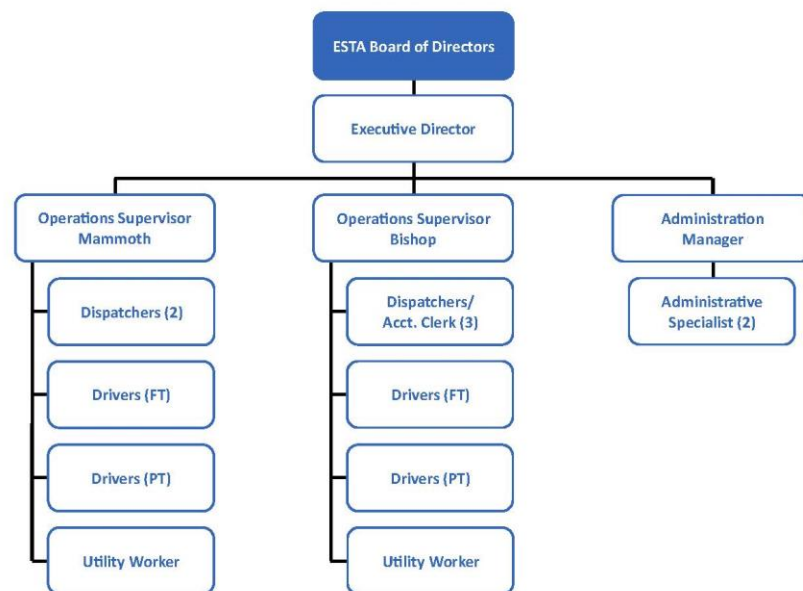 ESTA Board of Directors
Executive Director
Operations Supervisor
Mammoth
Operations Supervisor
Bishop
Administration
Manager
Dispatchers (2)
Dispatchers/
Acct. Clerk (3)
Administrative
Specialist (2)
Drivers (FT)
Drivers (FT)
Drivers (PT)
Drivers (PT)
Utility Worker
Utility Worker